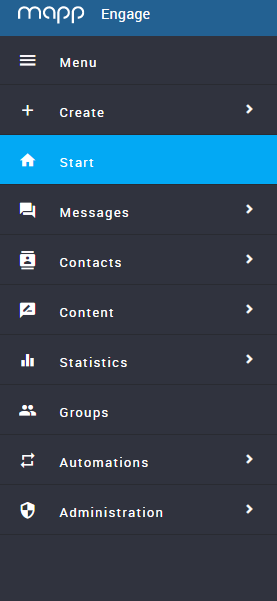 mapp Engage
Menu
Create
Start
Messages
Contacts
Content
Statistics
Groups
Automations
Administration